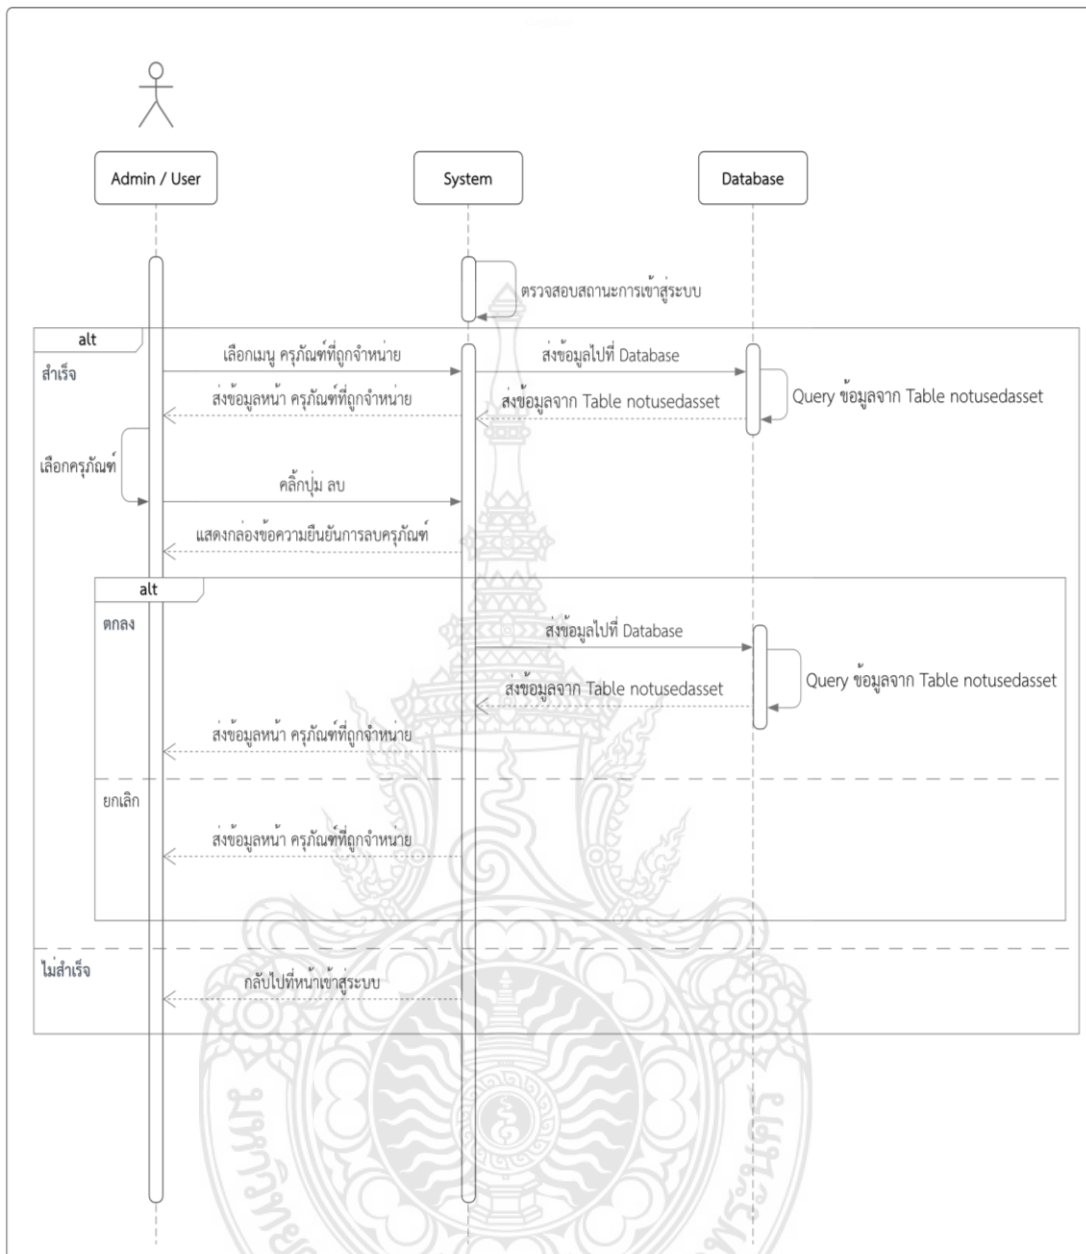 Admin / User
System
Database
ตรวจสอบสถานะการเข้าสู่ระบบ
alt
สำเร็จ
เลือกเมนู ครุภัณฑ์ที่ถูกจำหน่าย
ส่งข้อมูลไปที่ Database
Query ข้อมูลจาก Table notusedasset
ส่งข้อมูลหน้า ครุภัณฑ์ที่ถูกจำหน่าย
ส่งข้อมูลจาก Table notusedasset
เลือกครุภัณฑ์
คลิ้กปุ่ม ลบ
แสดงกล่องข้อความยืนยันการลบครุภัณฑ์
alt
ตกลง
ส่งข้อมูลไปที่ Database
Query ข้อมูลจาก Table notusedasset
ส่งข้อมูลจาก Table notusedasset
ส่งข้อมูลหน้า ครุภัณฑ์ที่ถูกจำหน่าย
ยกเลิก
ส่งข้อมูลหน้า ครุภัณฑ์ที่ถูกจำหน่าย
ไม่สำเร็จ
กลับไปที่หน้าเข้าสู่ระบบ